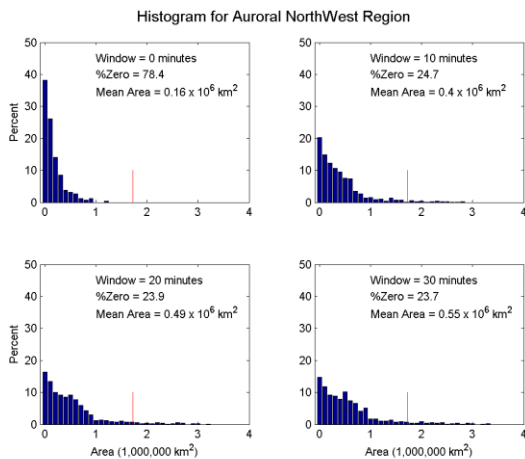 Histogram for Auroral NorthWest Region
50
40
30
20
10
0
Percent
Window = 0 minutes
%Zero = 78.4
Mean Area = 0.16 x 10⁶ km²
0 1 2 3 4
50
40
30
20
10
0
Window = 10 minutes
%Zero = 24.7
Mean Area = 0.4 x 10⁶ km²
0 1 2 3 4
50
40
30
20
10
0
Percent
Window = 20 minutes
%Zero = 23.9
Mean Area = 0.49 x 10⁶ km²
0 1 2 3 4
Area (1,000,000 km²)
50
40
30
20
10
0
Window = 30 minutes
%Zero = 23.7
Mean Area = 0.55 x 10⁶ km²
0 1 2 3 4
Area (1,000,000 km²)